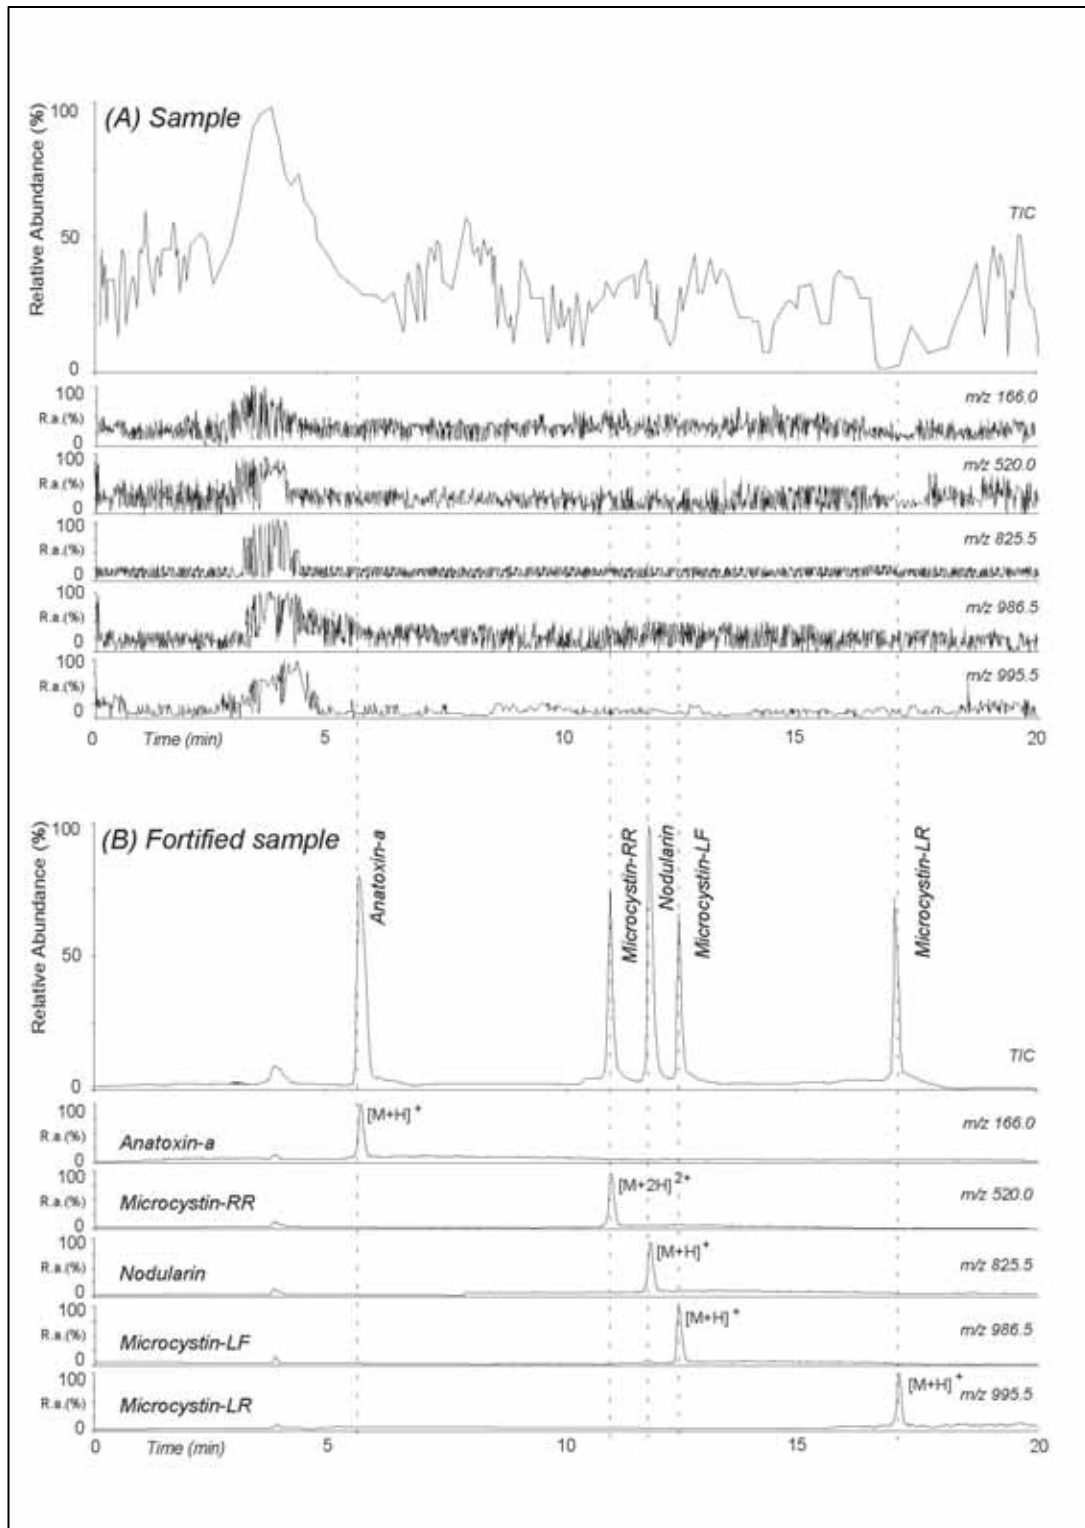 (A) Sample
Relative Abundance (%)
100
50
0
TIC
100
R.a.(%)
0
m/z 166.0
100
R.a.(%)
0
m/z 520.0
100
R.a.(%)
0
m/z 825.5
100
R.a.(%)
0
m/z 986.5
100
R.a.(%)
0
m/z 995.5
0 Time (min) 5 10 15 20
(B) Fortified sample
Relative Abundance (%)
100
50
0
Anatoxin-a
Microcystin-RR
Nodularin
Microcystin-LF
Microcystin-LR
TIC
100
R.a.(%)
0
Anatoxin-a
[M+H]+
m/z 166.0
100
R.a.(%)
0
Microcystin-RR
[M+2H]2+
m/z 520.0
100
R.a.(%)
0
Nodularin
[M+H]+
m/z 825.5
100
R.a.(%)
0
Microcystin-LF
[M+H]+
m/z 986.5
100
R.a.(%)
0
Microcystin-LR
[M+H]+
m/z 995.5
0 Time (min) 5 10 15 20